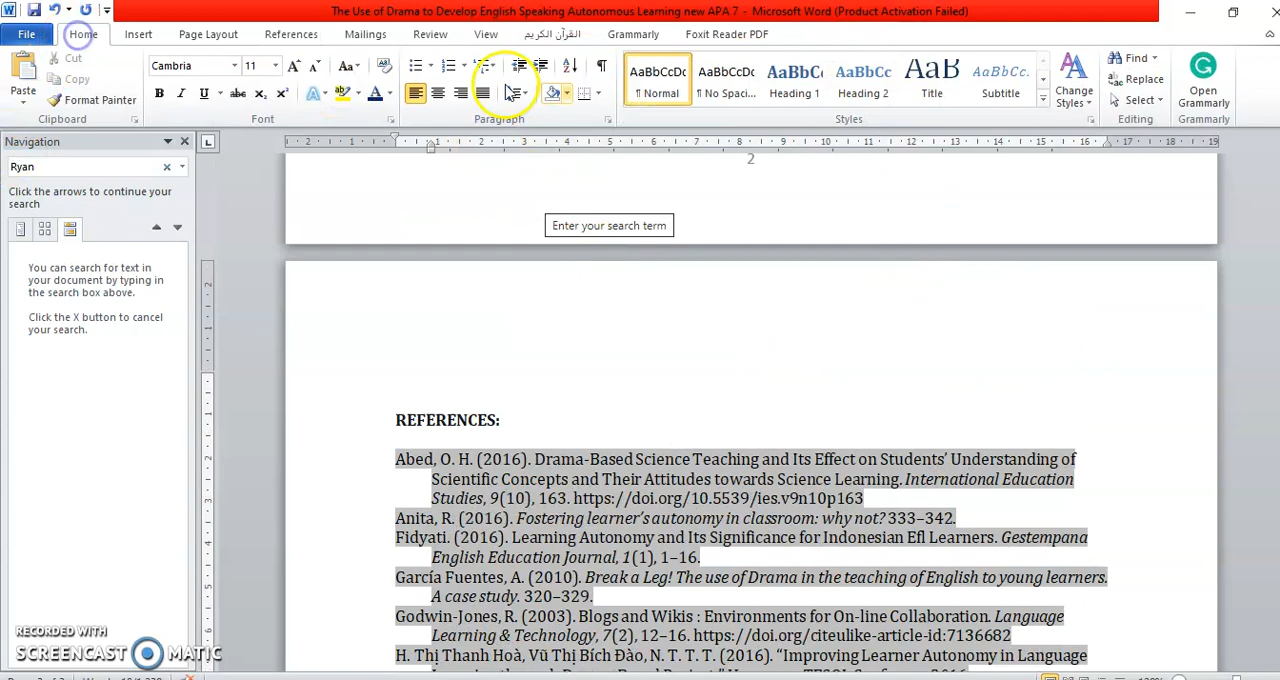 The Use of Drama to Develop English Speaking Autonomous Learning new APA 7 - Microsoft Word (Product Activation Failed)
File Home Insert Page Layout References Mailings Review View القرآن الكريم Grammarly Foxit Reader PDF
Cut
Copy
Format Painter
Paste
Clipboard
Cambria 11
Font
Paragraph
AaBbCcDc AaBbCcDc AaBbC AaBbCc AaB AaBbCc.
¶ Normal ¶ No Spaci... Heading 1 Heading 2 Title Subtitle
Change Styles
Styles
Find
Replace
Select
Editing
Open Grammarly
Grammarly
Navigation
Ryan
Click the arrows to continue your
search
You can search for text in
your document by typing in
the search box above.
Click the X button to cancel
your search.
2
Enter your search term
REFERENCES:
Abed, O. H. (2016). Drama-Based Science Teaching and Its Effect on Students’ Understanding of
Scientific Concepts and Their Attitudes towards Science Learning. International Education
Studies, 9(10), 163. https://doi.org/10.5539/ies.v9n10p163
Anita, R. (2016). Fostering learner’s autonomy in classroom: why not? 333–342.
Fidyati. (2016). Learning Autonomy and Its Significance for Indonesian Efl Learners. Gestempana
English Education Journal, 1(1), 1–16.
García Fuentes, A. (2010). Break a Leg! The use of Drama in the teaching of English to young learners.
A case study. 320–329.
Godwin-Jones, R. (2003). Blogs and Wikis : Environments for On-line Collaboration. Language
Learning & Technology, 7(2), 12–16. https://doi.org/citeulike-article-id:7136682
H. Thị Thanh Hoà, Vũ Thị Bích Đào, N. T. T. T. (2016). “Improving Learner Autonomy in Language
RECORDED WITH
SCREENCAST MATIC